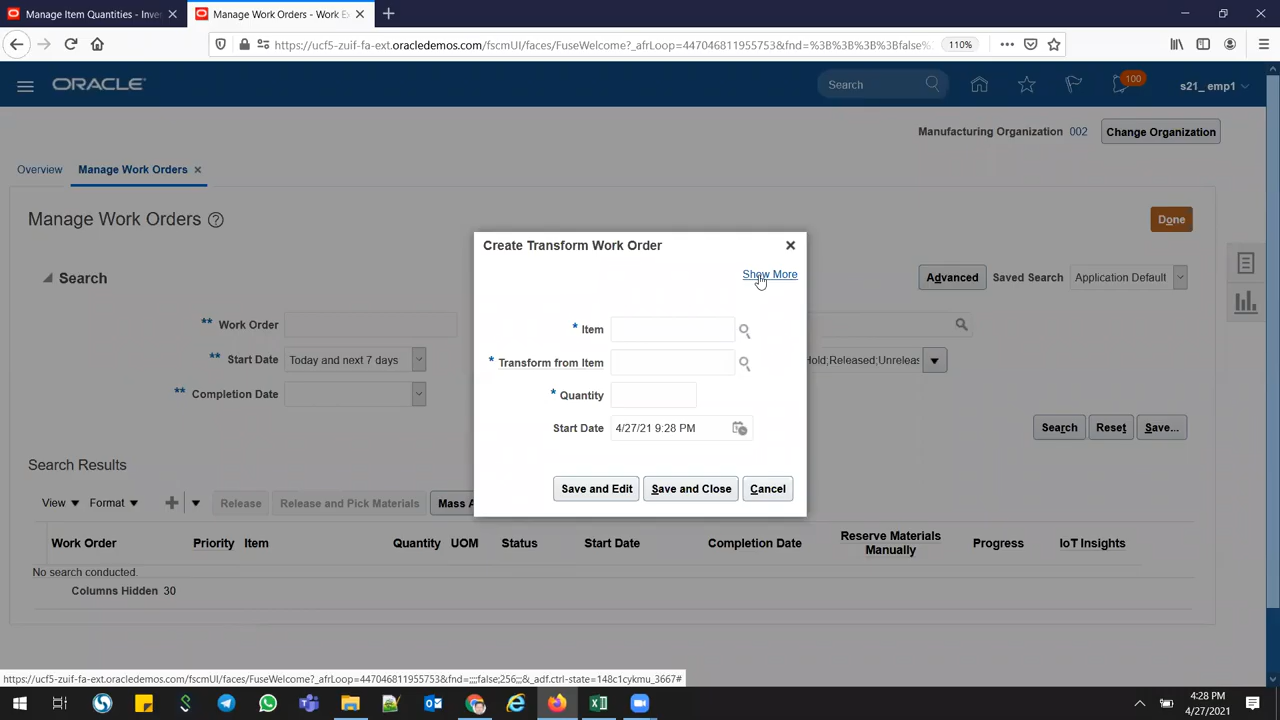 Manage Item Quantities - Inve
Manage Work Orders - Work Ex
https://ucf5-zuif-fa-ext.oracledemos.com/fscmUI/faces/FuseWelcome?_afrLoop=447046811955753&fnd=%3B%3B%3B%3Bfalse%
110%
ORACLE
Search
100
s21_ emp1
Manufacturing Organization 002
Change Organization
Overview
Manage Work Orders
Manage Work Orders
Done
Create Transform Work Order
Show More
Search
Advanced
Saved Search
Application Default
** Work Order
** Start Date
Today and next 7 days
Hold;Released;Unreleas
** Completion Date
* Item
* Transform from Item
* Quantity
Start Date
4/27/21 9:28 PM
Search
Reset
Save...
Search Results
Save and Edit
Save and Close
Cancel
View
Format
Release
Release and Pick Materials
Mass A
Work Order
Priority
Item
Quantity
UOM
Status
Start Date
Completion Date
Reserve Materials
Manually
Progress
IoT Insights
No search conducted.
Columns Hidden 30
https://ucf5-zuif-fa-ext.oracledemos.com/fscmUI/faces/FuseWelcome?_afrLoop=447046811955753&fnd=;;;;false;256;;;&_adf.ctrl-state=148c1cykmu_3667#
4:28 PM
4/27/2021